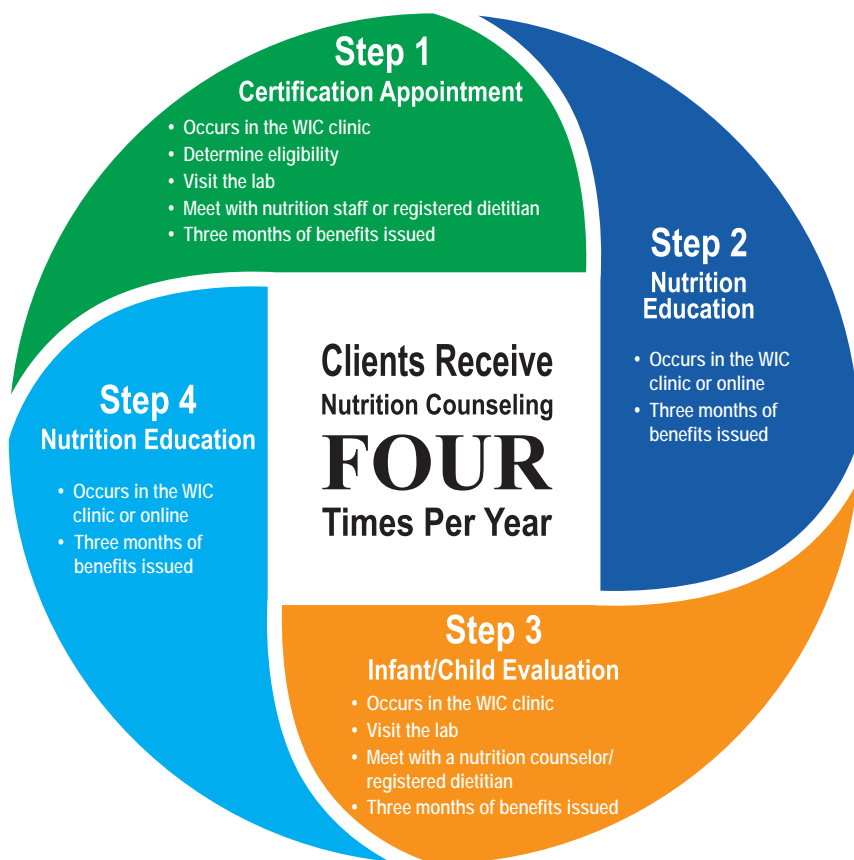 Step 1
Certification Appointment
• Occurs in the WIC clinic
• Determine eligibility
• Visit the lab
• Meet with nutrition staff or registered dietitian
• Three months of benefits issued
Step 2
Nutrition
Education
• Occurs in the WIC
clinic or online
• Three months of
benefits issued
Step 3
Infant/Child Evaluation
• Occurs in the WIC clinic
• Visit the lab
• Meet with a nutrition counselor/
registered dietitian
• Three months of benefits issued
Step 4
Nutrition Education
• Occurs in the WIC
clinic or online
• Three months of
benefits issued
Clients Receive
Nutrition Counseling
FOUR
Times Per Year